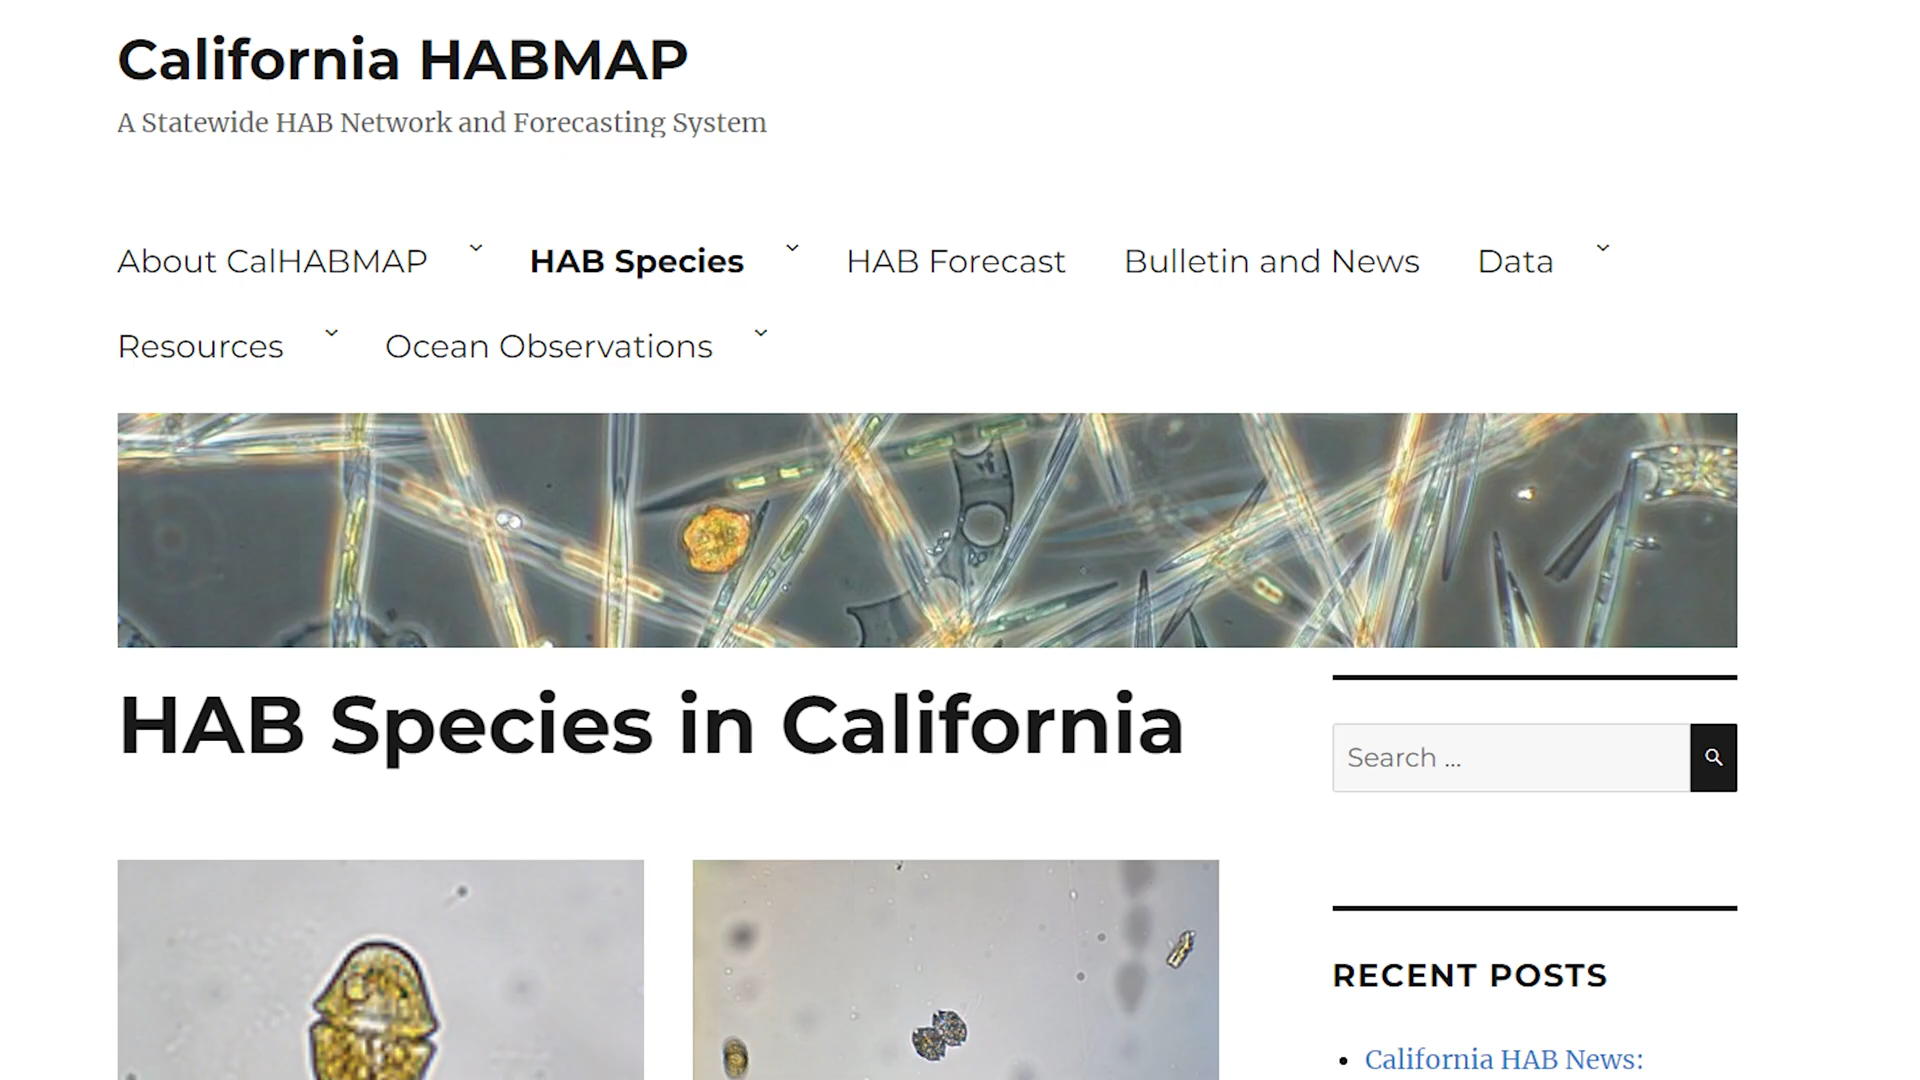 California HABMAP
A Statewide HAB Network and Forecasting System
About CalHABMAP HAB Species HAB Forecast Bulletin and News Data
Resources Ocean Observations
HAB Species in California
Search ...
RECENT POSTS
California HAB News: